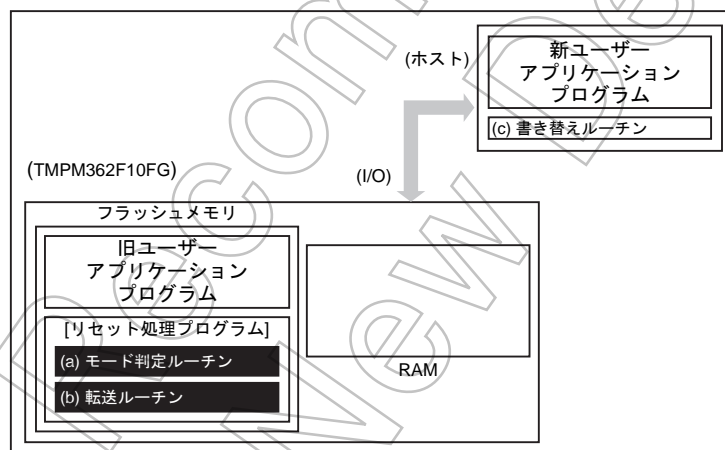 (ホスト)
新ユーザー
アプリケーション
プログラム
(c) 書き替えルーチン
(TMPM362F10FG)
(I/O)
フラッシュメモリ
旧ユーザー
アプリケーション
プログラム
[リセット処理プログラム]
(a) モード判定ルーチン
(b) 転送ルーチン
RAM